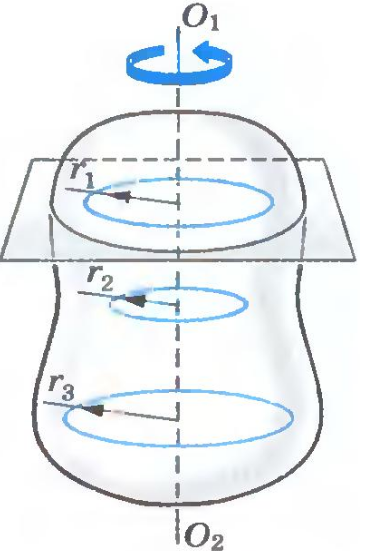 O₁
r₁
r₂
r₃
O₂